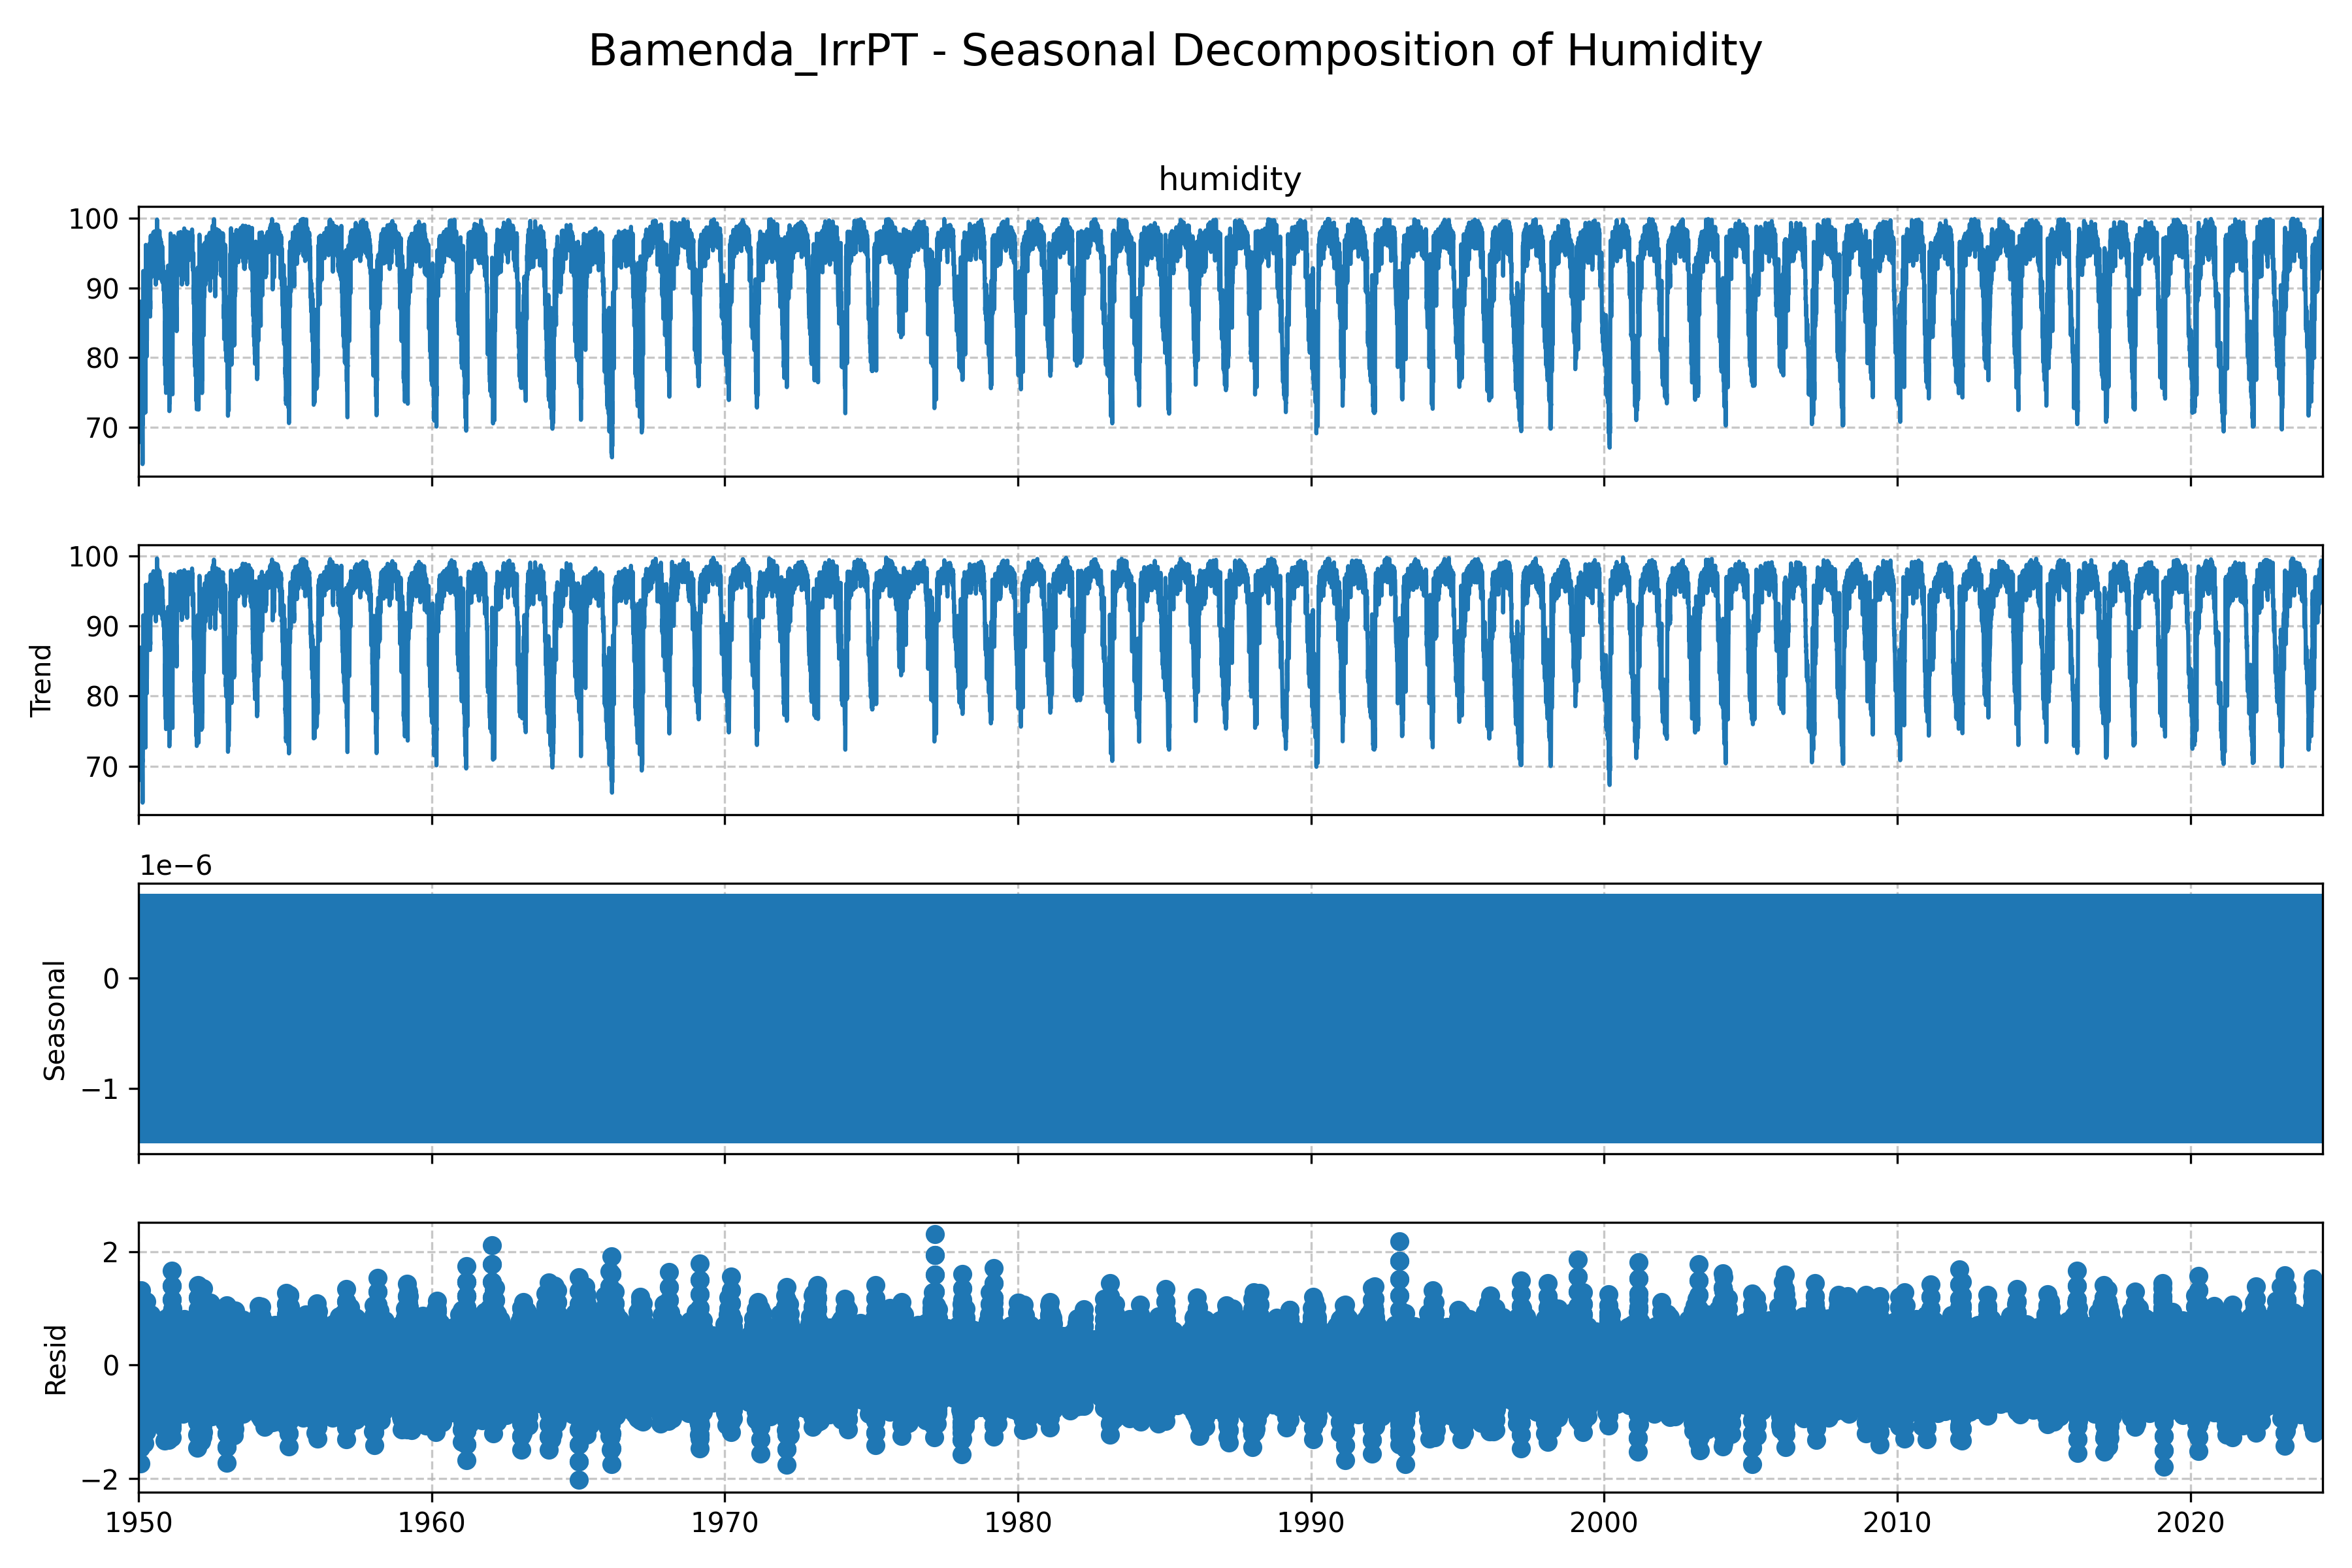 Bamenda_IrrPT - Seasonal Decomposition of Humidity
humidity
100
90
80
70
Trend
100
90
80
70
1e−6
Seasonal
0
−1
Resid
2
0
−2
1950 1960 1970 1980 1990 2000 2010 2020